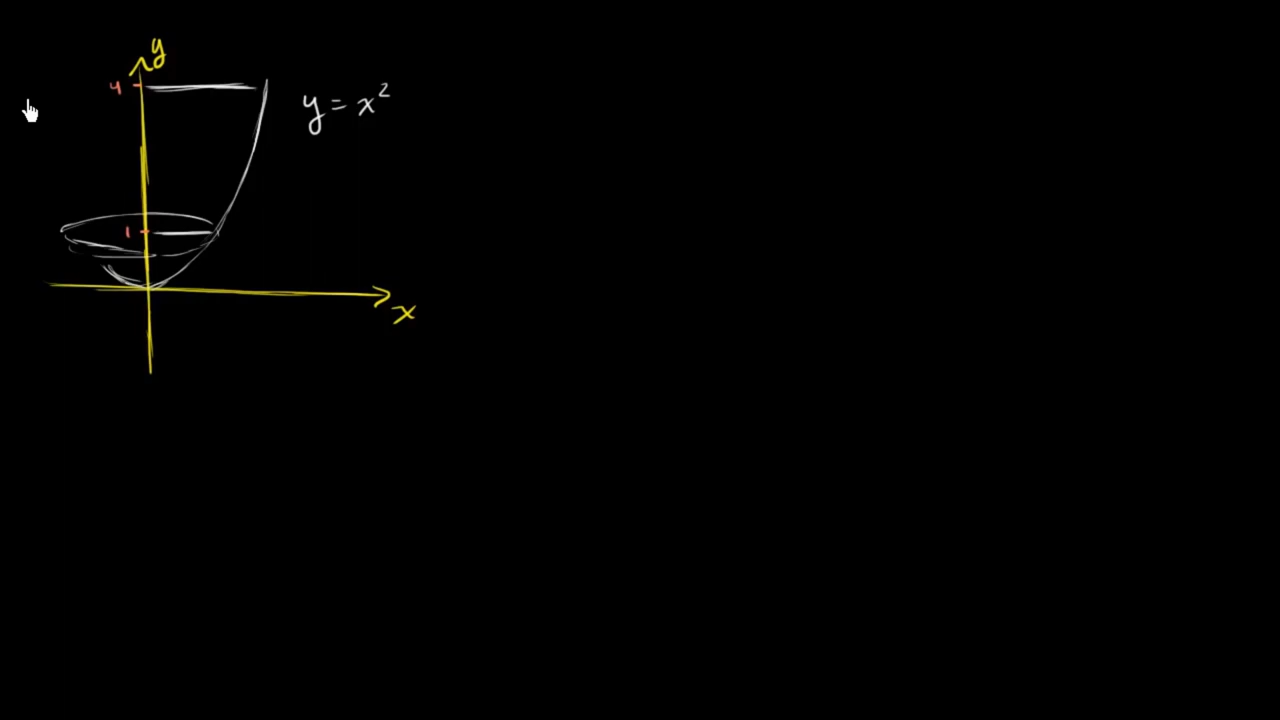 y
4
y = x²
1
x